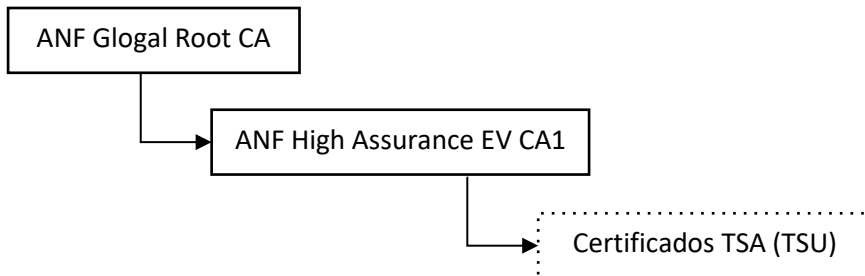 ANF Glogal Root CA
ANF High Assurance EV CA1
Certificados TSA (TSU)